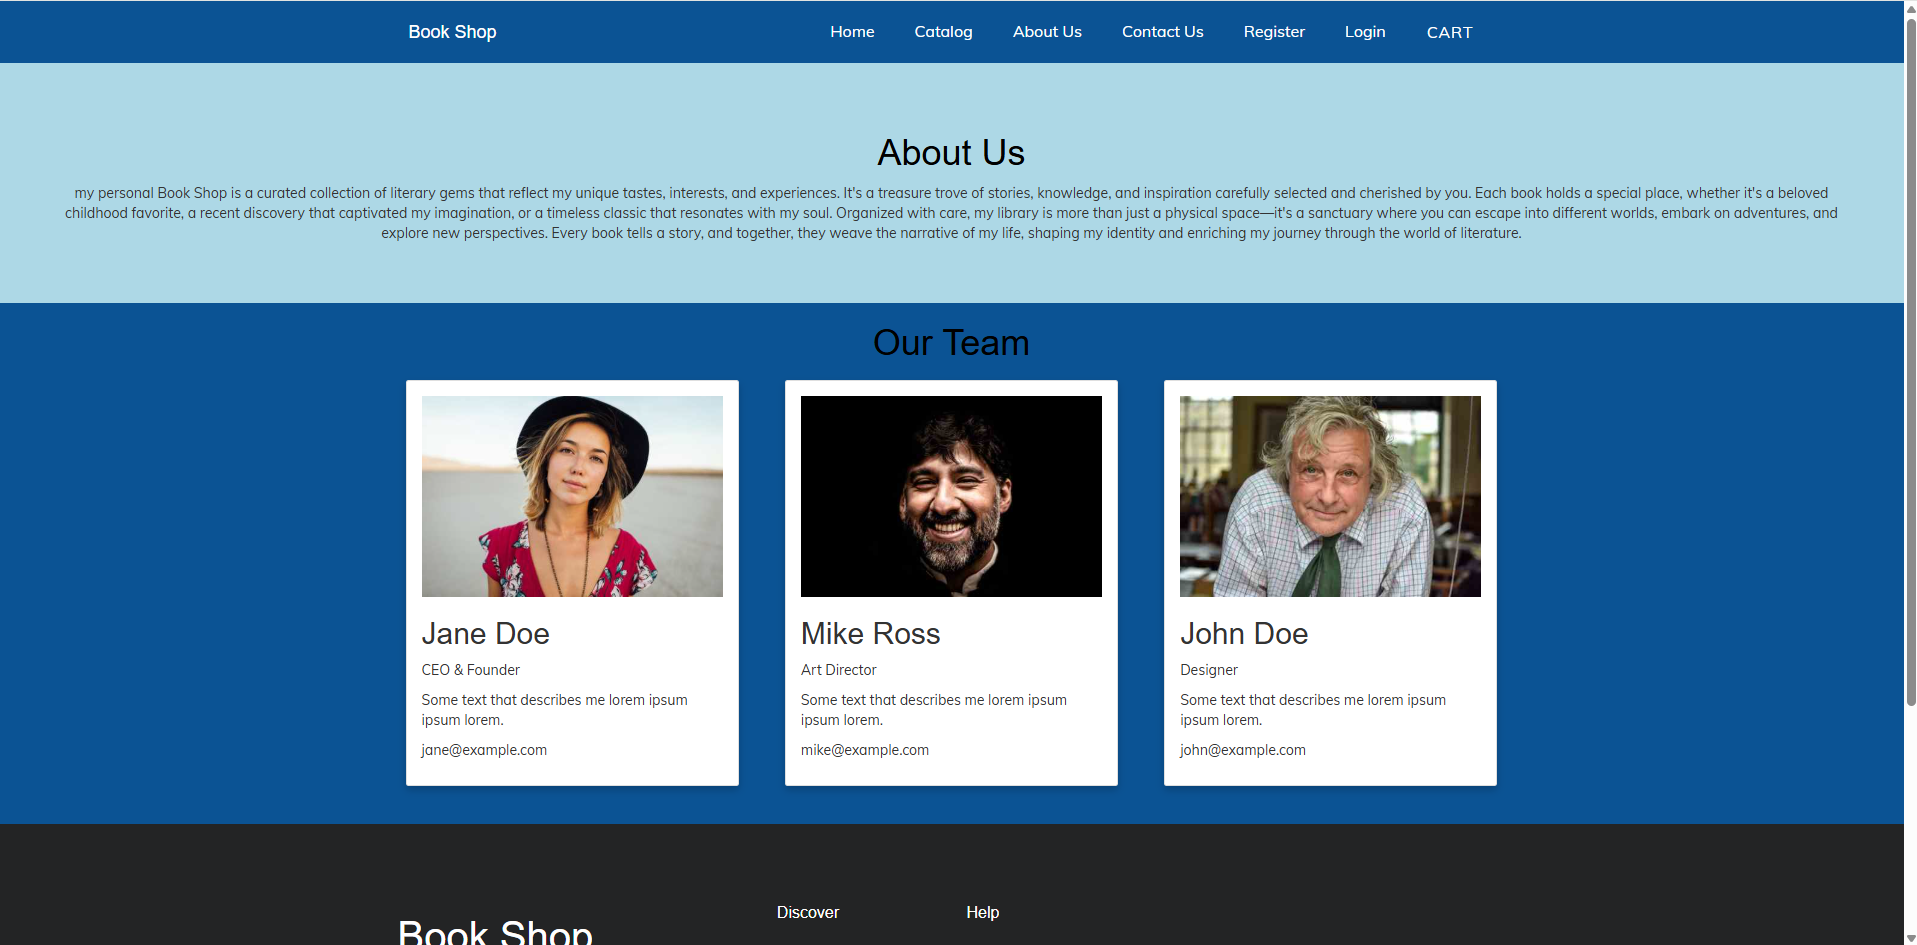 Book Shop
Home Catalog About Us Contact Us Register Login CART
About Us
my personal Book Shop is a curated collection of literary gems that reflect my unique tastes, interests, and experiences. It's a treasure trove of stories, knowledge, and inspiration carefully selected and cherished by you. Each book holds a special place, whether it's a beloved
childhood favorite, a recent discovery that captivated my imagination, or a timeless classic that resonates with my soul. Organized with care, my library is more than just a physical space—it's a sanctuary where you can escape into different worlds, embark on adventures, and
explore new perspectives. Every book tells a story, and together, they weave the narrative of my life, shaping my identity and enriching my journey through the world of literature.
Our Team
Jane Doe
CEO & Founder
Some text that describes me lorem ipsum
ipsum lorem.
jane@example.com
Mike Ross
Art Director
Some text that describes me lorem ipsum
ipsum lorem.
mike@example.com
John Doe
Designer
Some text that describes me lorem ipsum
ipsum lorem.
john@example.com
Book Shop
Discover
Help